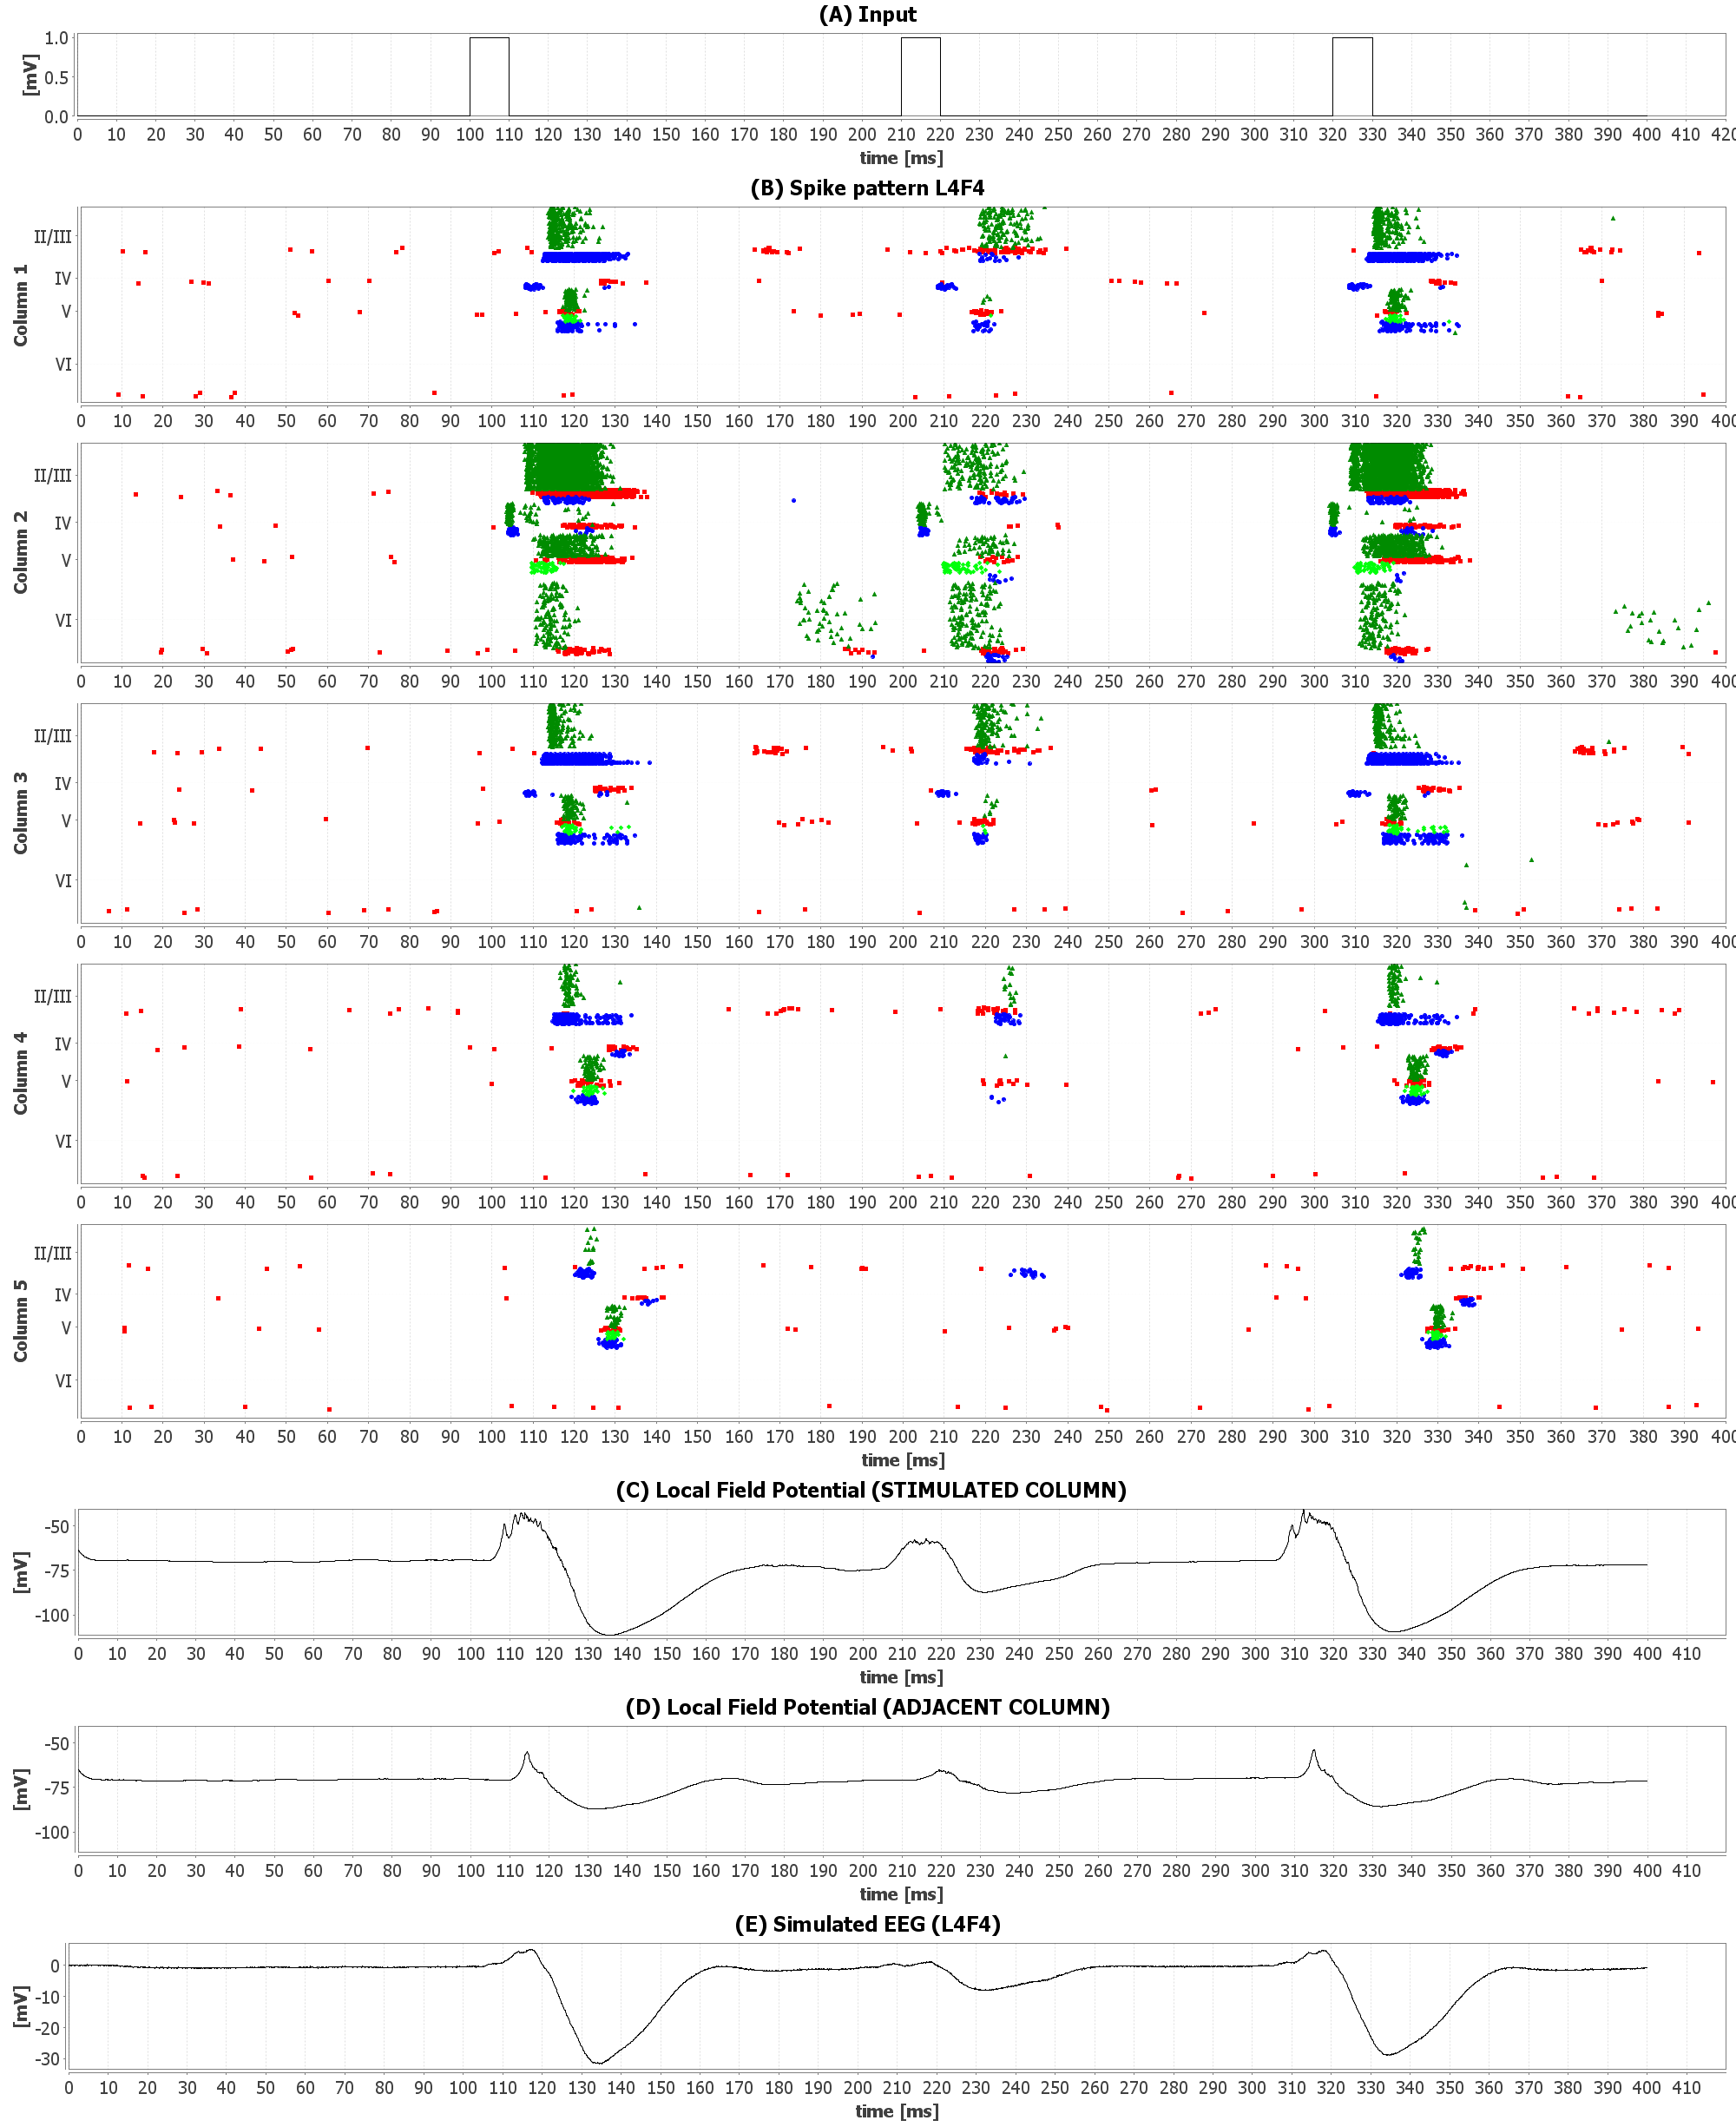 (A) Input
[mV]
1.0
0.5
0.0
0 10 20 30 40 50 60 70 80 90 100 110 120 130 140 150 160 170 180 190 200 210 220 230 240 250 260 270 280 290 300 310 320 330 340 350 360 370 380 390 400 410 420
time [ms]
(B) Spike pattern L4F4
Column 1
II/III
IV
V
VI
0 10 20 30 40 50 60 70 80 90 100 110 120 130 140 150 160 170 180 190 200 210 220 230 240 250 260 270 280 290 300 310 320 330 340 350 360 370 380 390 400
Column 2
II/III
IV
V
VI
0 10 20 30 40 50 60 70 80 90 100 110 120 130 140 150 160 170 180 190 200 210 220 230 240 250 260 270 280 290 300 310 320 330 340 350 360 370 380 390 400
Column 3
II/III
IV
V
VI
0 10 20 30 40 50 60 70 80 90 100 110 120 130 140 150 160 170 180 190 200 210 220 230 240 250 260 270 280 290 300 310 320 330 340 350 360 370 380 390 400
Column 4
II/III
IV
V
VI
0 10 20 30 40 50 60 70 80 90 100 110 120 130 140 150 160 170 180 190 200 210 220 230 240 250 260 270 280 290 300 310 320 330 340 350 360 370 380 390 400
Column 5
II/III
IV
V
VI
0 10 20 30 40 50 60 70 80 90 100 110 120 130 140 150 160 170 180 190 200 210 220 230 240 250 260 270 280 290 300 310 320 330 340 350 360 370 380 390 400
time [ms]
(C) Local Field Potential (STIMULATED COLUMN)
[mV]
-50
-75
-100
0 10 20 30 40 50 60 70 80 90 100 110 120 130 140 150 160 170 180 190 200 210 220 230 240 250 260 270 280 290 300 310 320 330 340 350 360 370 380 390 400 410
time [ms]
(D) Local Field Potential (ADJACENT COLUMN)
[mV]
-50
-75
-100
0 10 20 30 40 50 60 70 80 90 100 110 120 130 140 150 160 170 180 190 200 210 220 230 240 250 260 270 280 290 300 310 320 330 340 350 360 370 380 390 400 410
time [ms]
(E) Simulated EEG (L4F4)
[mV]
0
-10
-20
-30
0 10 20 30 40 50 60 70 80 90 100 110 120 130 140 150 160 170 180 190 200 210 220 230 240 250 260 270 280 290 300 310 320 330 340 350 360 370 380 390 400 410
time [ms]